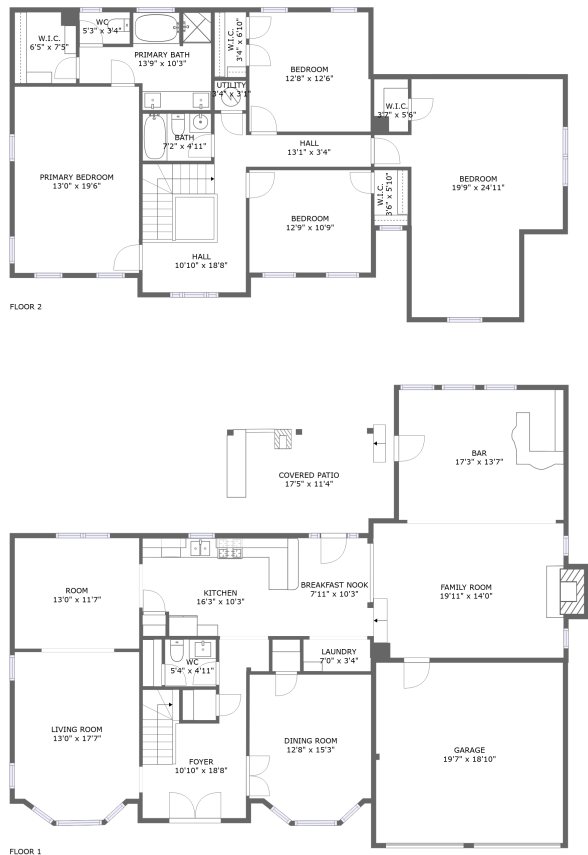 WC
5'3" x 3'4"
W.I.C.
6'5" x 7'5"
PRIMARY BATH
13'9" x 10'3"
W.I.C.
3'4" x 6'10"
BEDROOM
12'8" x 12'6"
UTILITY
3'4" x 3'1"
W.I.C.
3'7" x 5'6"
BATH
7'2" x 4'11"
HALL
13'1" x 3'4"
PRIMARY BEDROOM
13'0" x 19'6"
BEDROOM
19'9" x 24'11"
W.I.C.
3'6" x 5'10"
BEDROOM
12'9" x 10'9"
HALL
10'10" x 18'8"
FLOOR 2
BAR
17'3" x 13'7"
COVERED PATIO
17'5" x 11'4"
ROOM
13'0" x 11'7"
KITCHEN
16'3" x 10'3"
BREAKFAST NOOK
7'11" x 10'3"
FAMILY ROOM
19'11" x 14'0"
LAUNDRY
7'0" x 3'4"
WC
5'4" x 4'11"
LIVING ROOM
13'0" x 17'7"
DINING ROOM
12'8" x 15'3"
FOYER
10'10" x 18'8"
GARAGE
19'7" x 18'10"
FLOOR 1